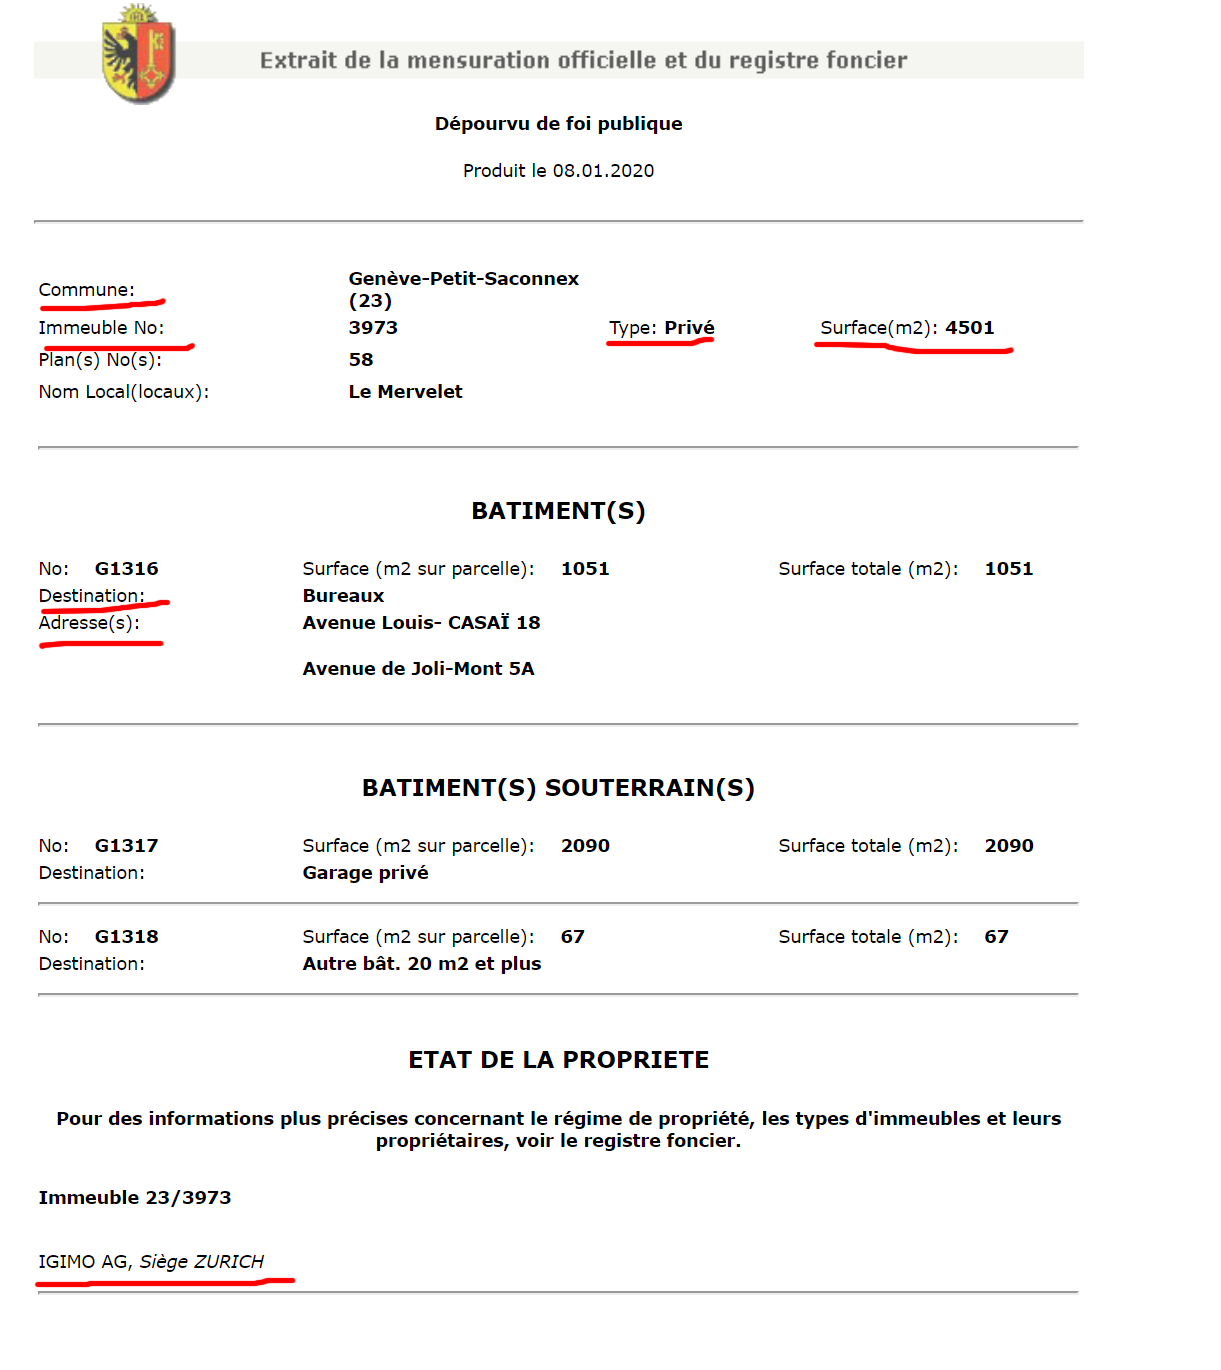 Extrait de la mensuration officielle et du registre foncier
Dépourvu de foi publique
Produit le 08.01.2020
Commune: Genève-Petit-Saconnex
(23)
Immeuble No: 3973 Type: Privé Surface(m2): 4501
Plan(s) No(s): 58
Nom Local(locaux): Le Mervelet
BATIMENT(S)
No: G1316 Surface (m2 sur parcelle): 1051 Surface totale (m2): 1051
Destination: Bureaux
Adresse(s): Avenue Louis- CASAÏ 18
Avenue de Joli-Mont 5A
BATIMENT(S) SOUTERRAIN(S)
No: G1317 Surface (m2 sur parcelle): 2090 Surface totale (m2): 2090
Destination: Garage privé
No: G1318 Surface (m2 sur parcelle): 67 Surface totale (m2): 67
Destination: Autre bât. 20 m2 et plus
ETAT DE LA PROPRIETE
Pour des informations plus précises concernant le régime de propriété, les types d'immeubles et leurs
propriétaires, voir le registre foncier.
Immeuble 23/3973
IGIMO AG, Siège ZURICH